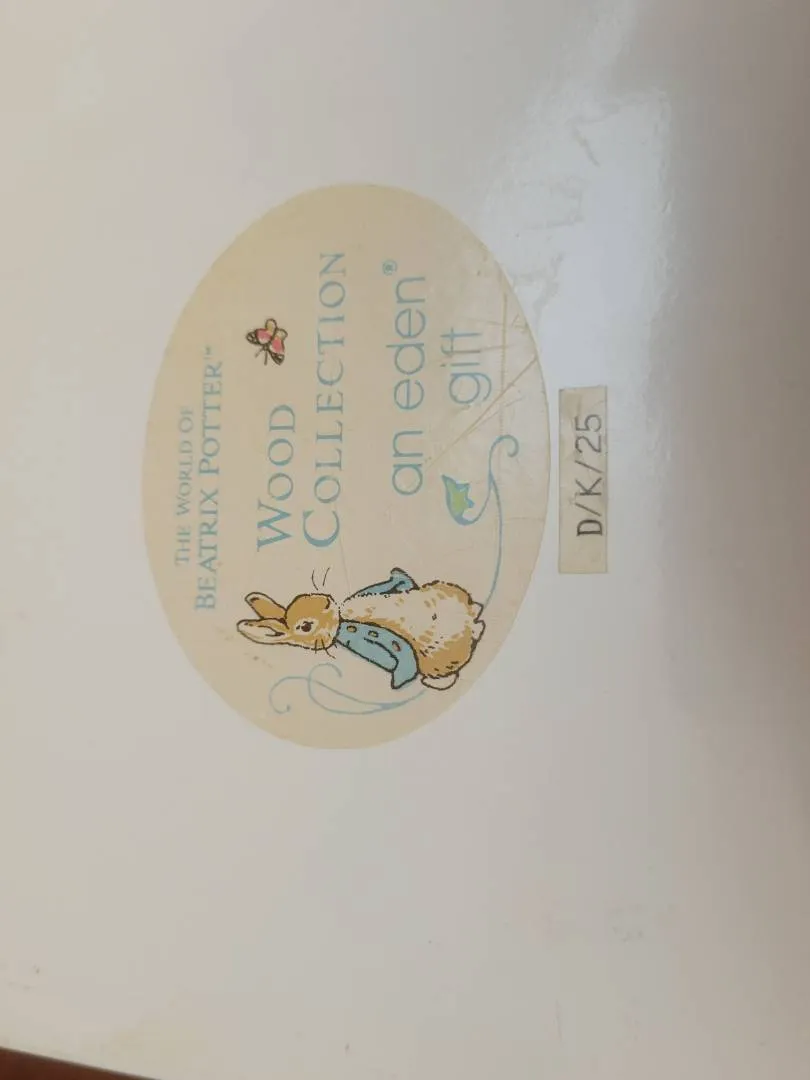 THE WORLD OF
BEATRIX POTTER™
WOOD
COLLECTION
an eden®
gift
D/K/25